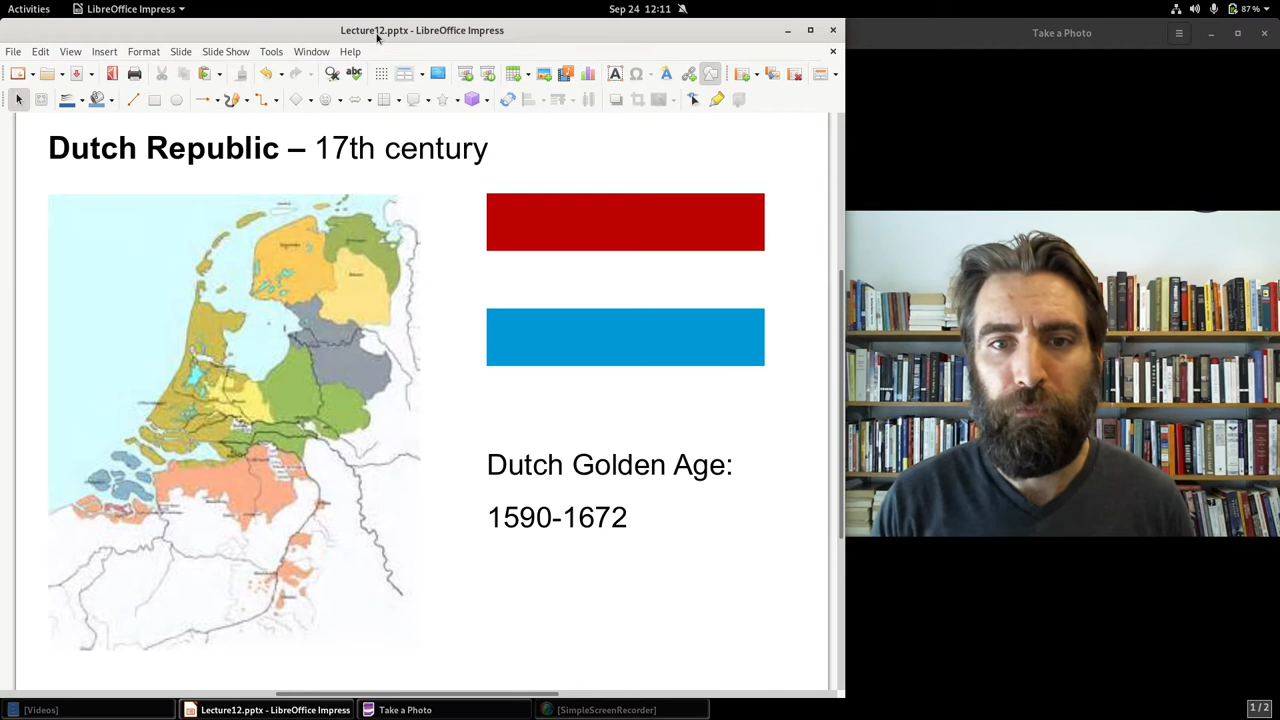 Activities LibreOffice Impress Sep 24 12:11 87%
Lecture12.pptx - LibreOffice Impress
Take a Photo
File Edit View Insert Format Slide Slide Show Tools Window Help
Dutch Republic – 17th century
Dutch Golden Age:
1590-1672
[Videos] Lecture12.pptx - LibreOffice Impress Take a Photo [SimpleScreenRecorder] 1/2